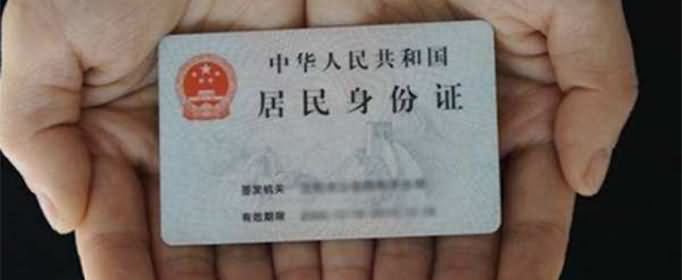 中华人民共和国
居民身份证
签发机关
有效期限